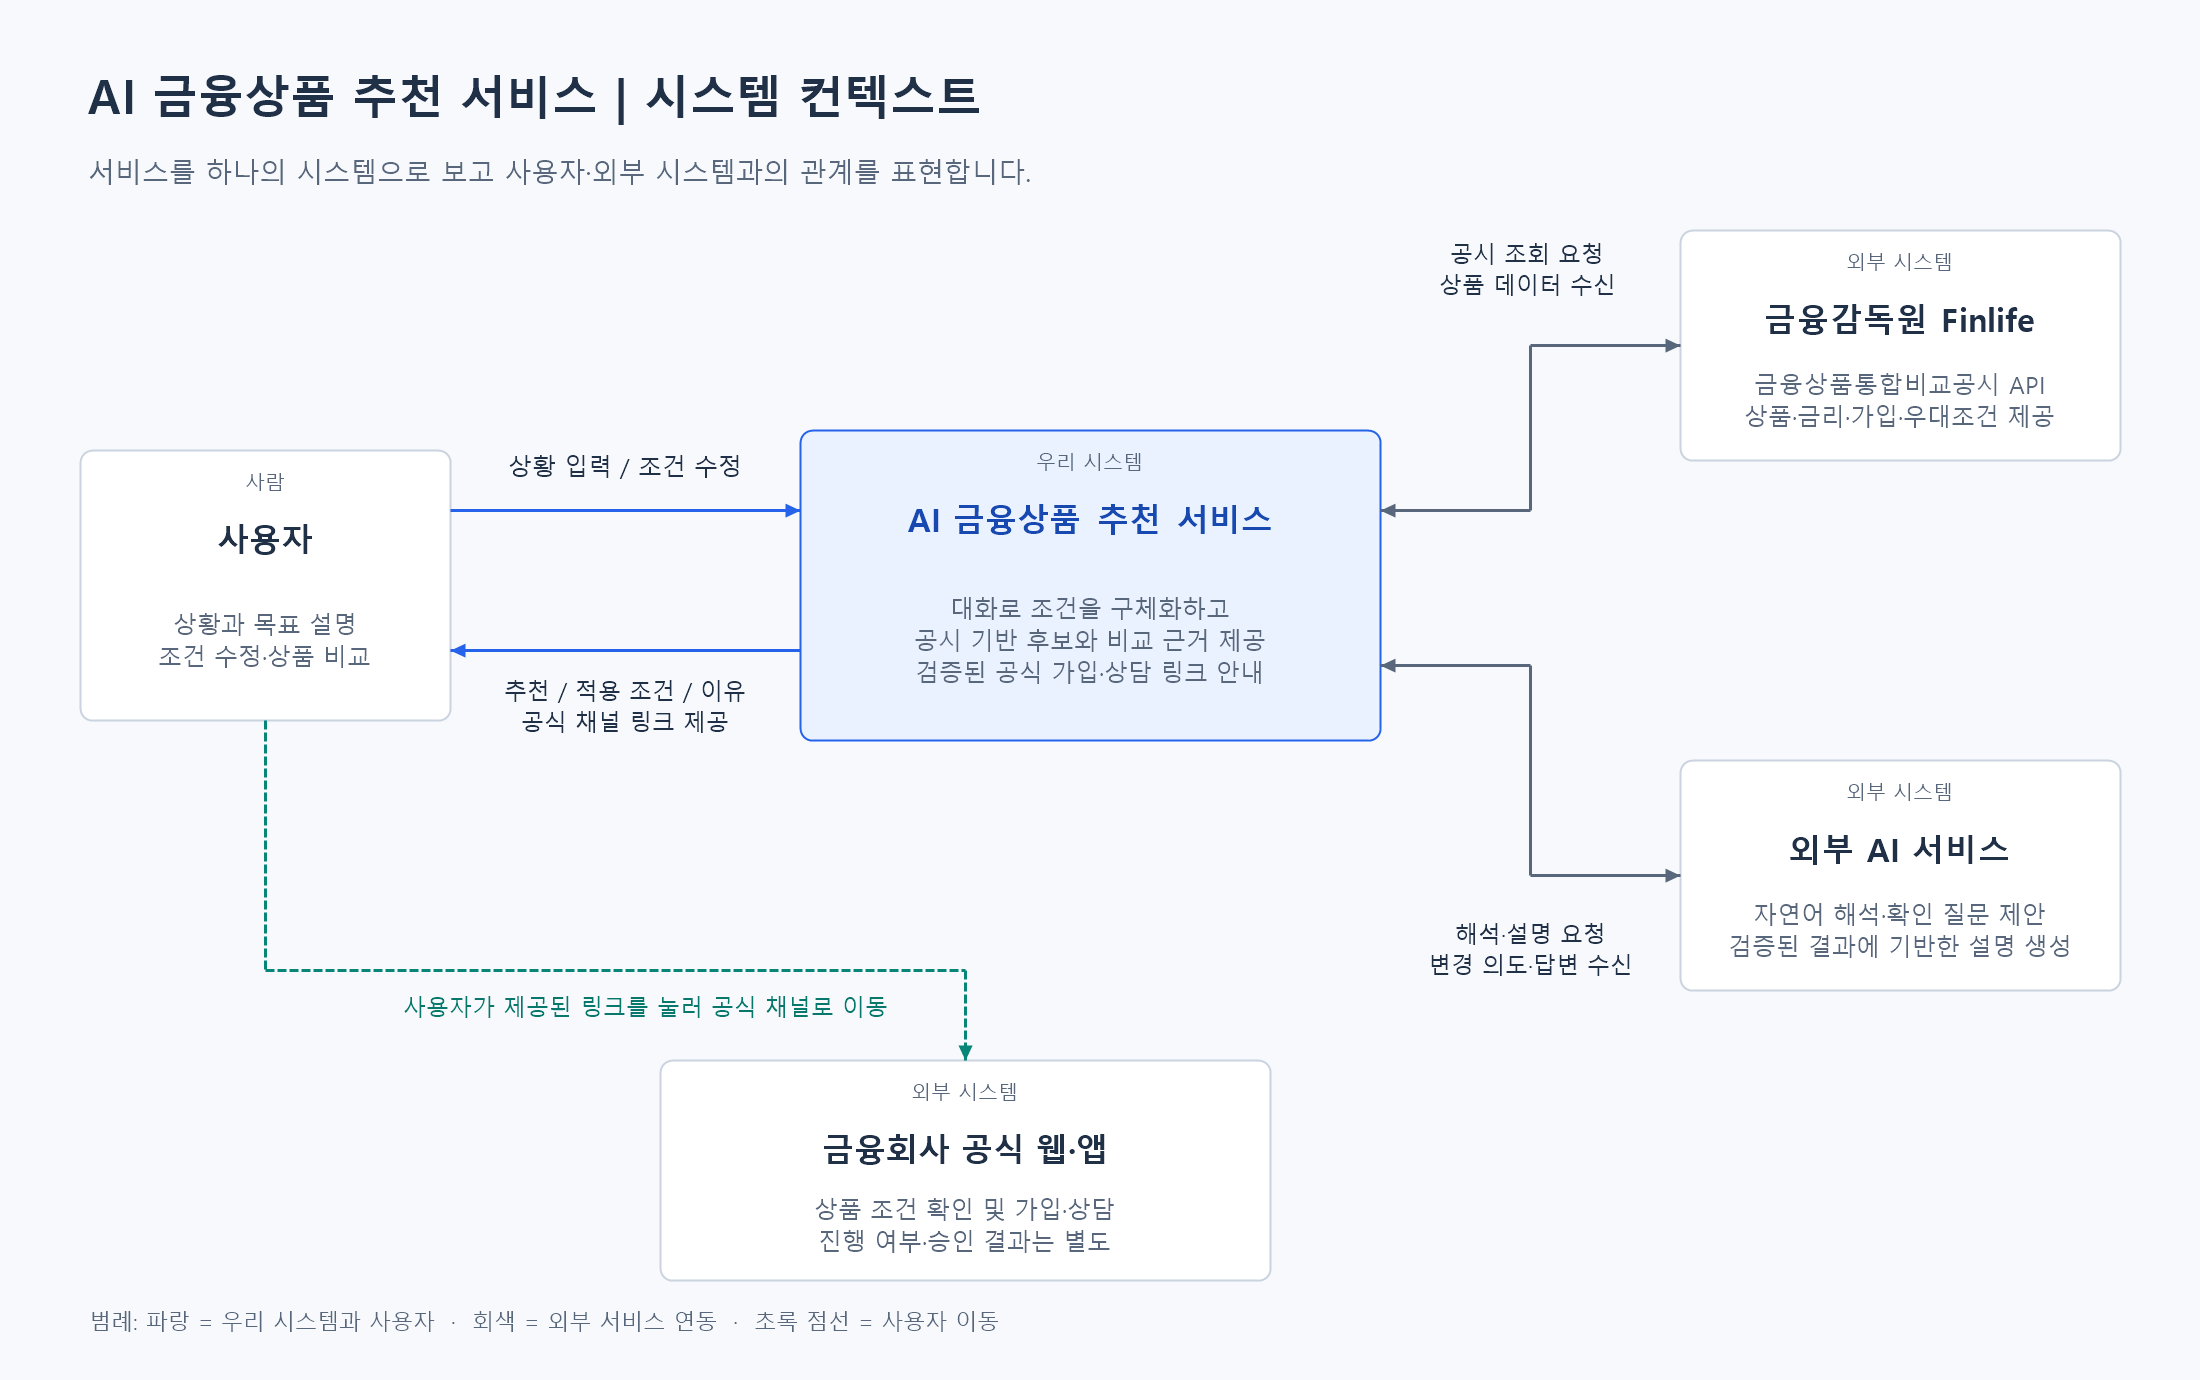 AI 금융상품 추천 서비스 | 시스템 컨텍스트
서비스를 하나의 시스템으로 보고 사용자·외부 시스템과의 관계를 표현합니다.
공시 조회 요청
상품 데이터 수신
외부 시스템
금융감독원 Finlife
금융상품통합비교공시 API
상품·금리·가입·우대조건 제공
사람
사용자
상황과 목표 설명
조건 수정·상품 비교
상황 입력 / 조건 수정
추천 / 적용 조건 / 이유
공식 채널 링크 제공
우리 시스템
AI 금융상품 추천 서비스
대화로 조건을 구체화하고
공시 기반 후보와 비교 근거 제공
검증된 공식 가입·상담 링크 안내
외부 시스템
외부 AI 서비스
자연어 해석·확인 질문 제안
검증된 결과에 기반한 설명 생성
해석·설명 요청
변경 의도·답변 수신
사용자가 제공된 링크를 눌러 공식 채널로 이동
외부 시스템
금융회사 공식 웹·앱
상품 조건 확인 및 가입·상담
진행 여부·승인 결과는 별도
범례: 파랑 = 우리 시스템과 사용자 · 회색 = 외부 서비스 연동 · 초록 점선 = 사용자 이동